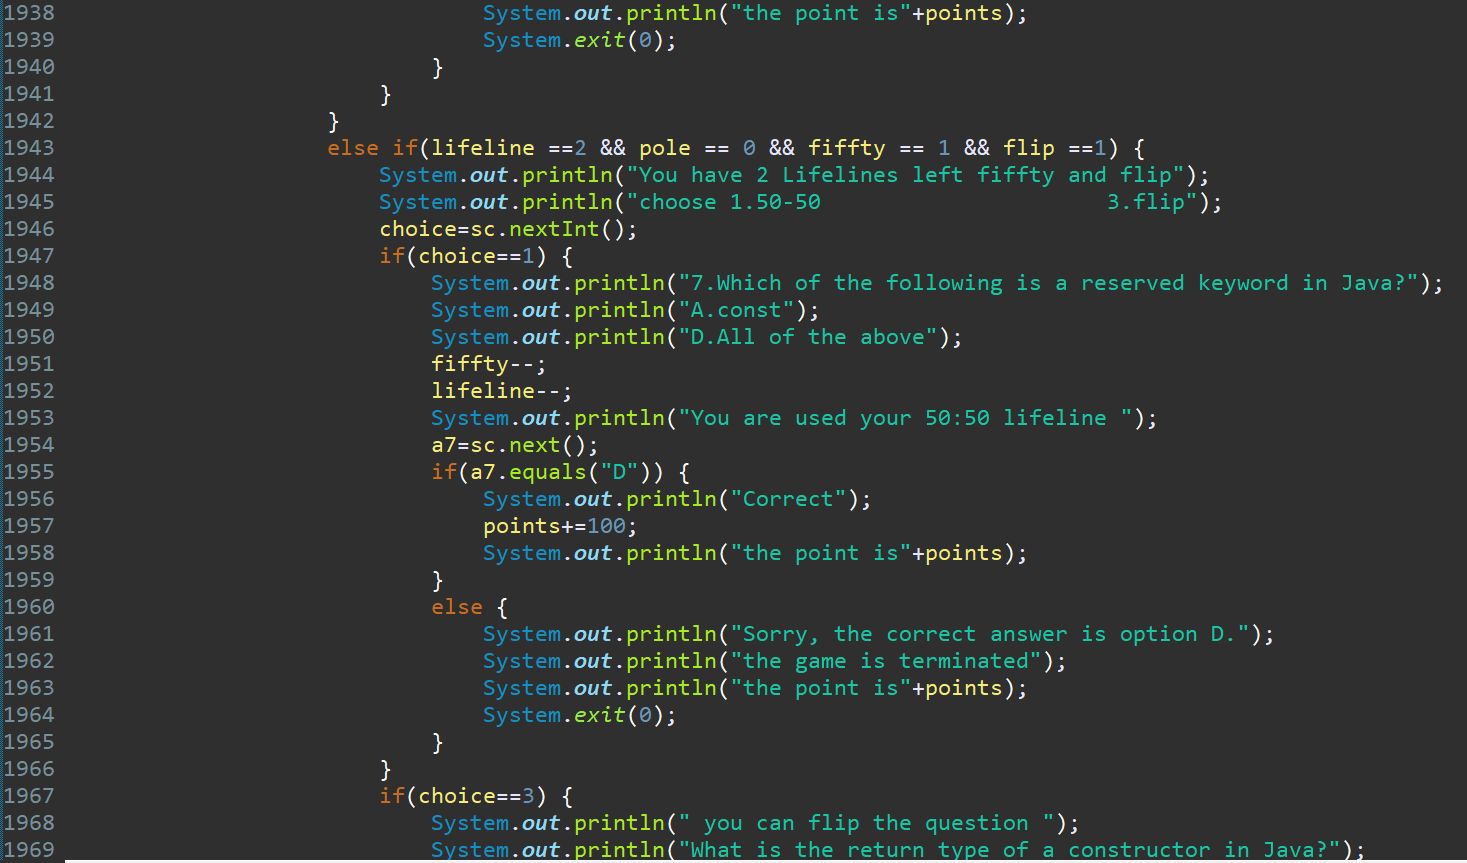 1938 System.out.println("the point is"+points);
1939 System.exit(0);
1940 }
1941 }
1942 }
1943 else if(lifeline ==2 && pole == 0 && fiffty == 1 && flip ==1) {
1944 System.out.println("You have 2 Lifelines left fiffty and flip");
1945 System.out.println("choose 1.50-50                      3.flip");
1946 choice=sc.nextInt();
1947 if(choice==1) {
1948 System.out.println("7.Which of the following is a reserved keyword in Java?");
1949 System.out.println("A.const");
1950 System.out.println("D.All of the above");
1951 fiffty--;
1952 lifeline--;
1953 System.out.println("You are used your 50:50 lifeline ");
1954 a7=sc.next();
1955 if(a7.equals("D")) {
1956 System.out.println("Correct");
1957 points+=100;
1958 System.out.println("the point is"+points);
1959 }
1960 else {
1961 System.out.println("Sorry, the correct answer is option D.");
1962 System.out.println("the game is terminated");
1963 System.out.println("the point is"+points);
1964 System.exit(0);
1965 }
1966 }
1967 if(choice==3) {
1968 System.out.println(" you can flip the question ");
1969 System.out.println("What is the return type of a constructor in Java?");